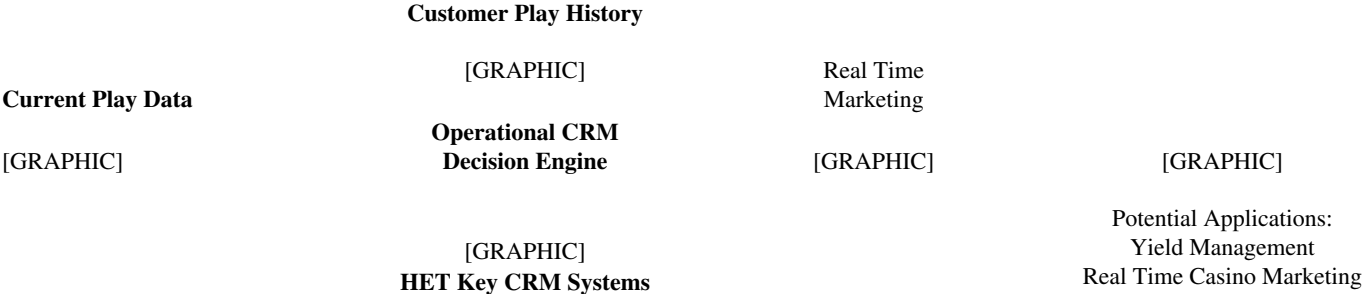 Customer Play History
[GRAPHIC]
Real Time
Current Play Data
Marketing
Operational CRM
[GRAPHIC]
Decision Engine
[GRAPHIC]
[GRAPHIC]
Potential Applications:
[GRAPHIC]
Yield Management
HET Key CRM Systems
Real Time Casino Marketing